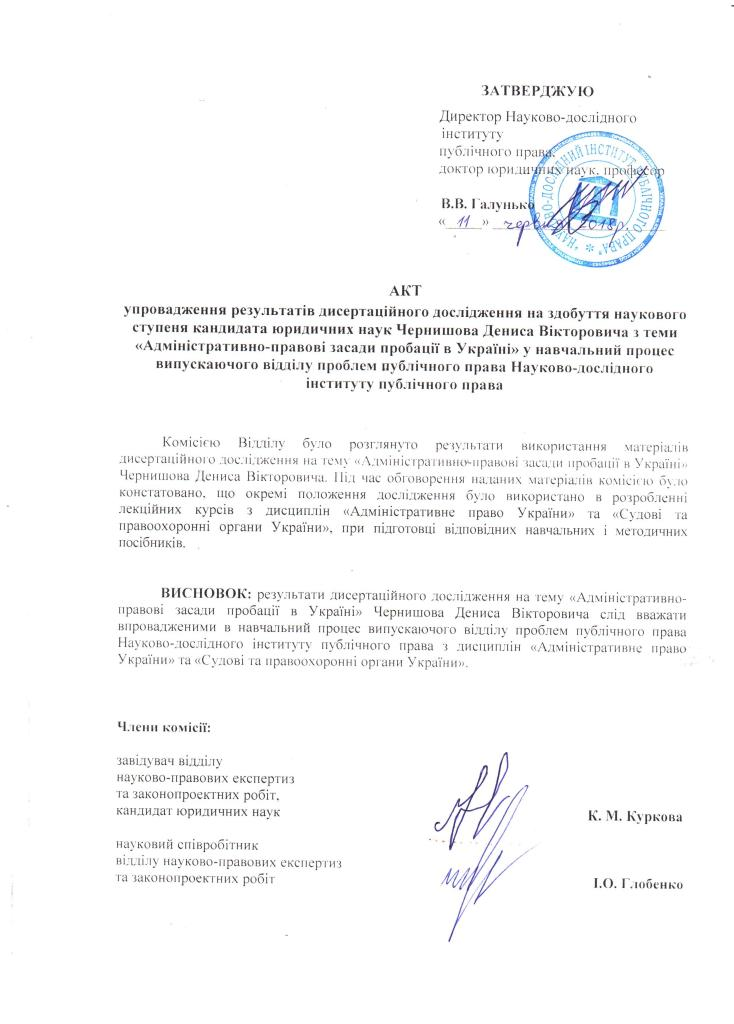 ЗАТВЕРДЖУЮ
Директор Науково-дослідного
інституту
публічного права,
доктор юридичних наук, професор
В.В. Галунько
« 11 » червня 2018 р.
НАУКОВО-ДОСЛІДНИЙ ІНСТИТУТ ПУБЛІЧНОГО ПРАВА
АКТ
упровадження результатів дисертаційного дослідження на здобуття наукового
ступеня кандидата юридичних наук Чернишова Дениса Вікторовича з теми
«Адміністративно-правові засади пробації в Україні» у навчальний процес
випускаючого відділу проблем публічного права Науково-дослідного
інституту публічного права
Комісією Відділу було розглянуто результати використання матеріалів
дисертаційного дослідження на тему «Адміністративно-правові засади пробації в Україні»
Чернишова Дениса Вікторовича. Під час обговорення наданих матеріалів комісією було
констатовано, що окремі положення дослідження було використано в розробленні
лекційних курсів з дисциплін «Адміністративне право України» та «Судові та
правоохоронні органи України», при підготовці відповідних навчальних і методичних
посібників.
ВИСНОВОК: результати дисертаційного дослідження на тему «Адміністративно-
правові засади пробації в Україні» Чернишова Дениса Вікторовича слід вважати
впровадженими в навчальний процес випускаючого відділу проблем публічного права
Науково-дослідного інституту публічного права з дисциплін «Адміністративне право
України» та «Судові та правоохоронні органи України».
Члени комісії:
завідувач відділу
науково-правових експертиз
та законопроектних робіт,
кандидат юридичних наук
К. М. Куркова
науковий співробітник
відділу науково-правових експертиз
та законопроектних робіт
І.О. Глобенко